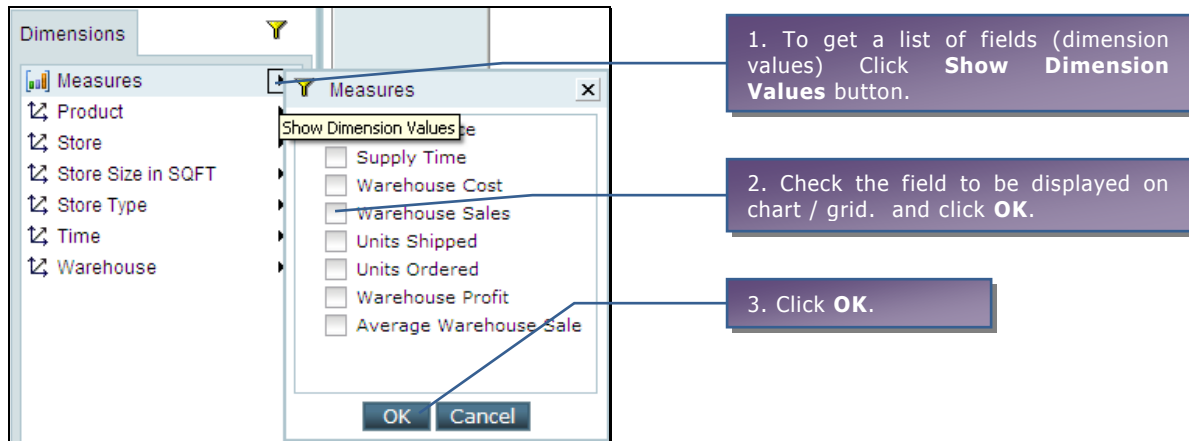 Dimensions
Measures
Product
Store
Store Size in SQFT
Store Type
Time
Warehouse
Measures
Show Dimension Values
Supply Time
Warehouse Cost
Warehouse Sales
Units Shipped
Units Ordered
Warehouse Profit
Average Warehouse Sale
OK Cancel
1. To get a list of fields (dimension
values) Click Show Dimension
Values button.
2. Check the field to be displayed on
chart / grid. and click OK.
3. Click OK.